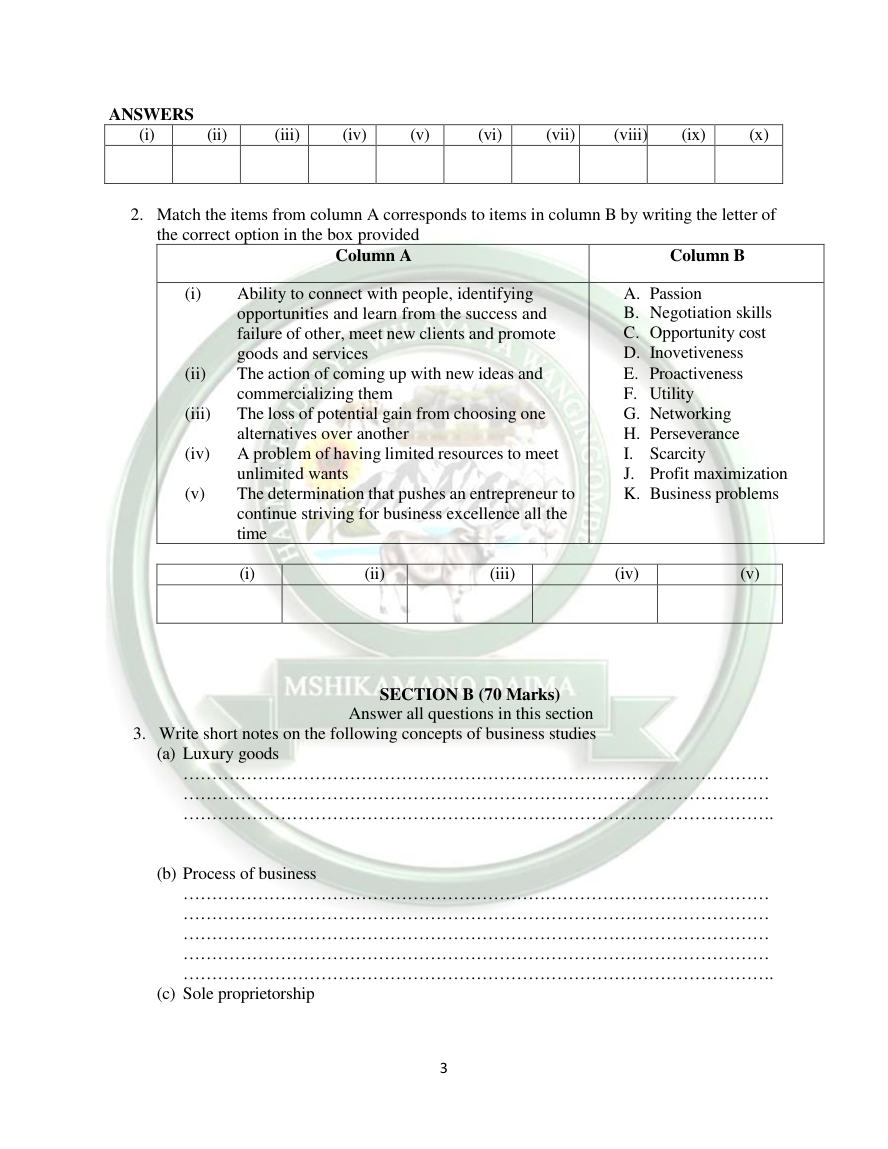 ANSWERS
(i) (ii) (iii) (iv) (v) (vi) (vii) (viii) (ix) (x)
2. Match the items from column A corresponds to items in column B by writing the letter of
the correct option in the box provided
Column A Column B
(i) Ability to connect with people, identifying
opportunities and learn from the success and
failure of other, meet new clients and promote
goods and services
(ii) The action of coming up with new ideas and
commercializing them
(iii) The loss of potential gain from choosing one
alternatives over another
(iv) A problem of having limited resources to meet
unlimited wants
(v) The determination that pushes an entrepreneur to
continue striving for business excellence all the
time
A. Passion
B. Negotiation skills
C. Opportunity cost
D. Inovetiveness
E. Proactiveness
F. Utility
G. Networking
H. Perseverance
I. Scarcity
J. Profit maximization
K. Business problems
(i) (ii) (iii) (iv) (v)
MSHIKAMANO DAIMA
SECTION B (70 Marks)
Answer all questions in this section
3. Write short notes on the following concepts of business studies
(a) Luxury goods
…………………………………………………………………………………………
…………………………………………………………………………………………
…………………………………………………………………………………………..
(b) Process of business
…………………………………………………………………………………………
…………………………………………………………………………………………
…………………………………………………………………………………………
…………………………………………………………………………………………
…………………………………………………………………………………………..
(c) Sole proprietorship
3